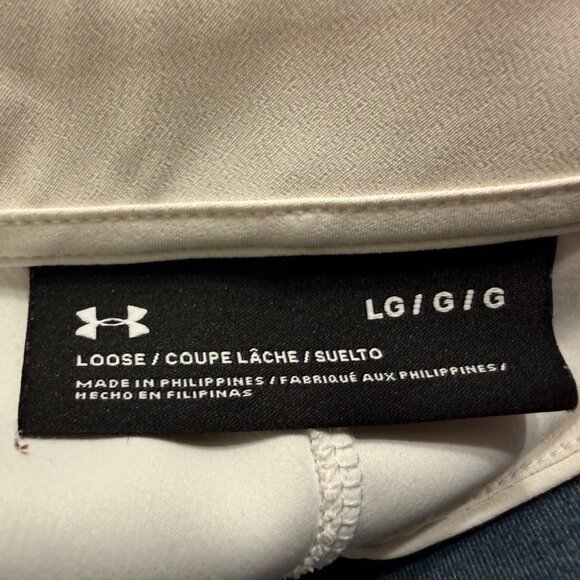 LG / G / G
LOOSE / COUPE LÂCHE / SUELTO
MADE IN PHILIPPINES / FABRIQUÉ AUX PHILIPPINES /
HECHO EN FILIPINAS